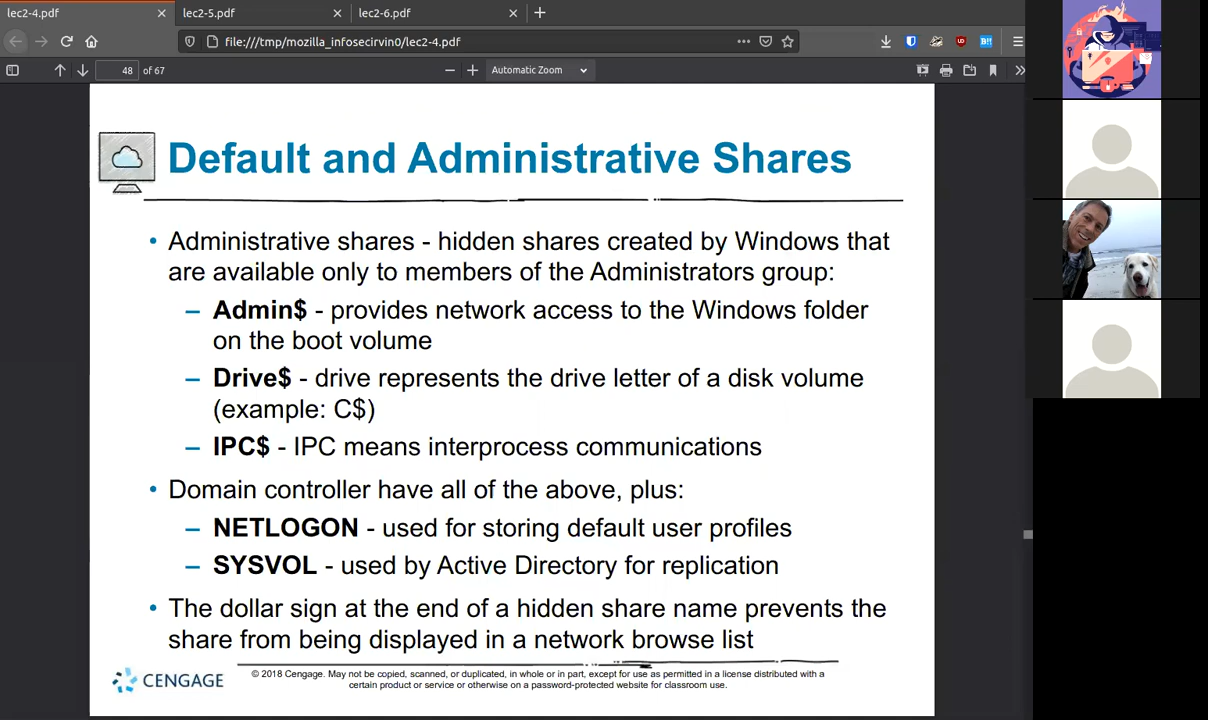 lec2-4.pdf
lec2-5.pdf
lec2-6.pdf
file:///tmp/mozilla_infosecirvin0/lec2-4.pdf
48 of 67
Automatic Zoom
Default and Administrative Shares
• Administrative shares - hidden shares created by Windows that
are available only to members of the Administrators group:
– Admin$ - provides network access to the Windows folder
on the boot volume
– Drive$ - drive represents the drive letter of a disk volume
(example: C$)
– IPC$ - IPC means interprocess communications
• Domain controller have all of the above, plus:
– NETLOGON - used for storing default user profiles
– SYSVOL - used by Active Directory for replication
• The dollar sign at the end of a hidden share name prevents the
share from being displayed in a network browse list
CENGAGE
© 2018 Cengage. May not be copied, scanned, or duplicated, in whole or in part, except for use as permitted in a license distributed with a
certain product or service or otherwise on a password-protected website for classroom use.